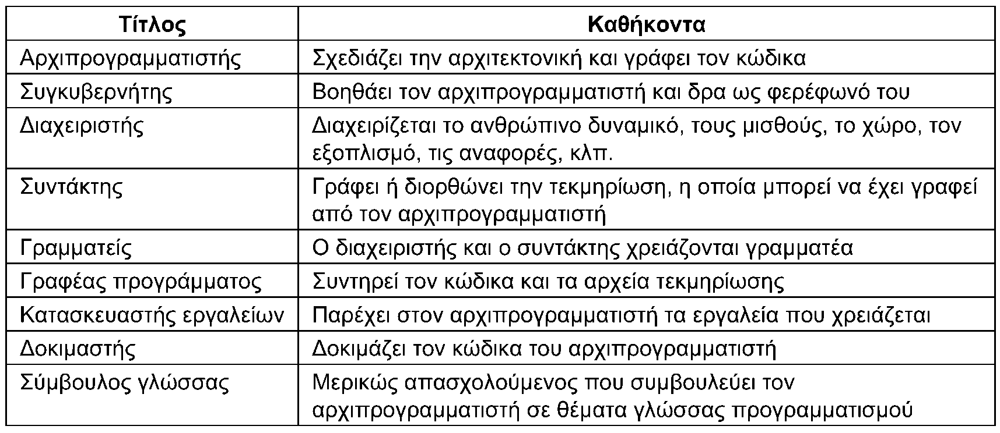 Τίτλος Καθήκοντα
Αρχιπρογραμματιστής Σχεδιάζει την αρχιτεκτονική και γράφει τον κώδικα
Συγκυβερνήτης Βοηθάει τον αρχιπρογραμματιστή και δρα ως φερέφωνό του
Διαχειριστής Διαχειρίζεται το ανθρώπινο δυναμικό, τους μισθούς, το χώρο, τον
εξοπλισμό, τις αναφορές, κλπ.
Συντάκτης Γράφει ή διορθώνει την τεκμηρίωση, η οποία μπορεί να έχει γραφεί
από τον αρχιπρογραμματιστή
Γραμματείς Ο διαχειριστής και ο συντάκτης χρειάζονται γραμματέα
Γραφέας προγράμματος Συντηρεί τον κώδικα και τα αρχεία τεκμηρίωσης
Κατασκευαστής εργαλείων Παρέχει στον αρχιπρογραμματιστή τα εργαλεία που χρειάζεται
Δοκιμαστής Δοκιμάζει τον κώδικα του αρχιπρογραμματιστή
Σύμβουλος γλώσσας Μερικώς απασχολούμενος που συμβουλεύει τον
αρχιπρογραμματιστή σε θέματα γλώσσας προγραμματισμού